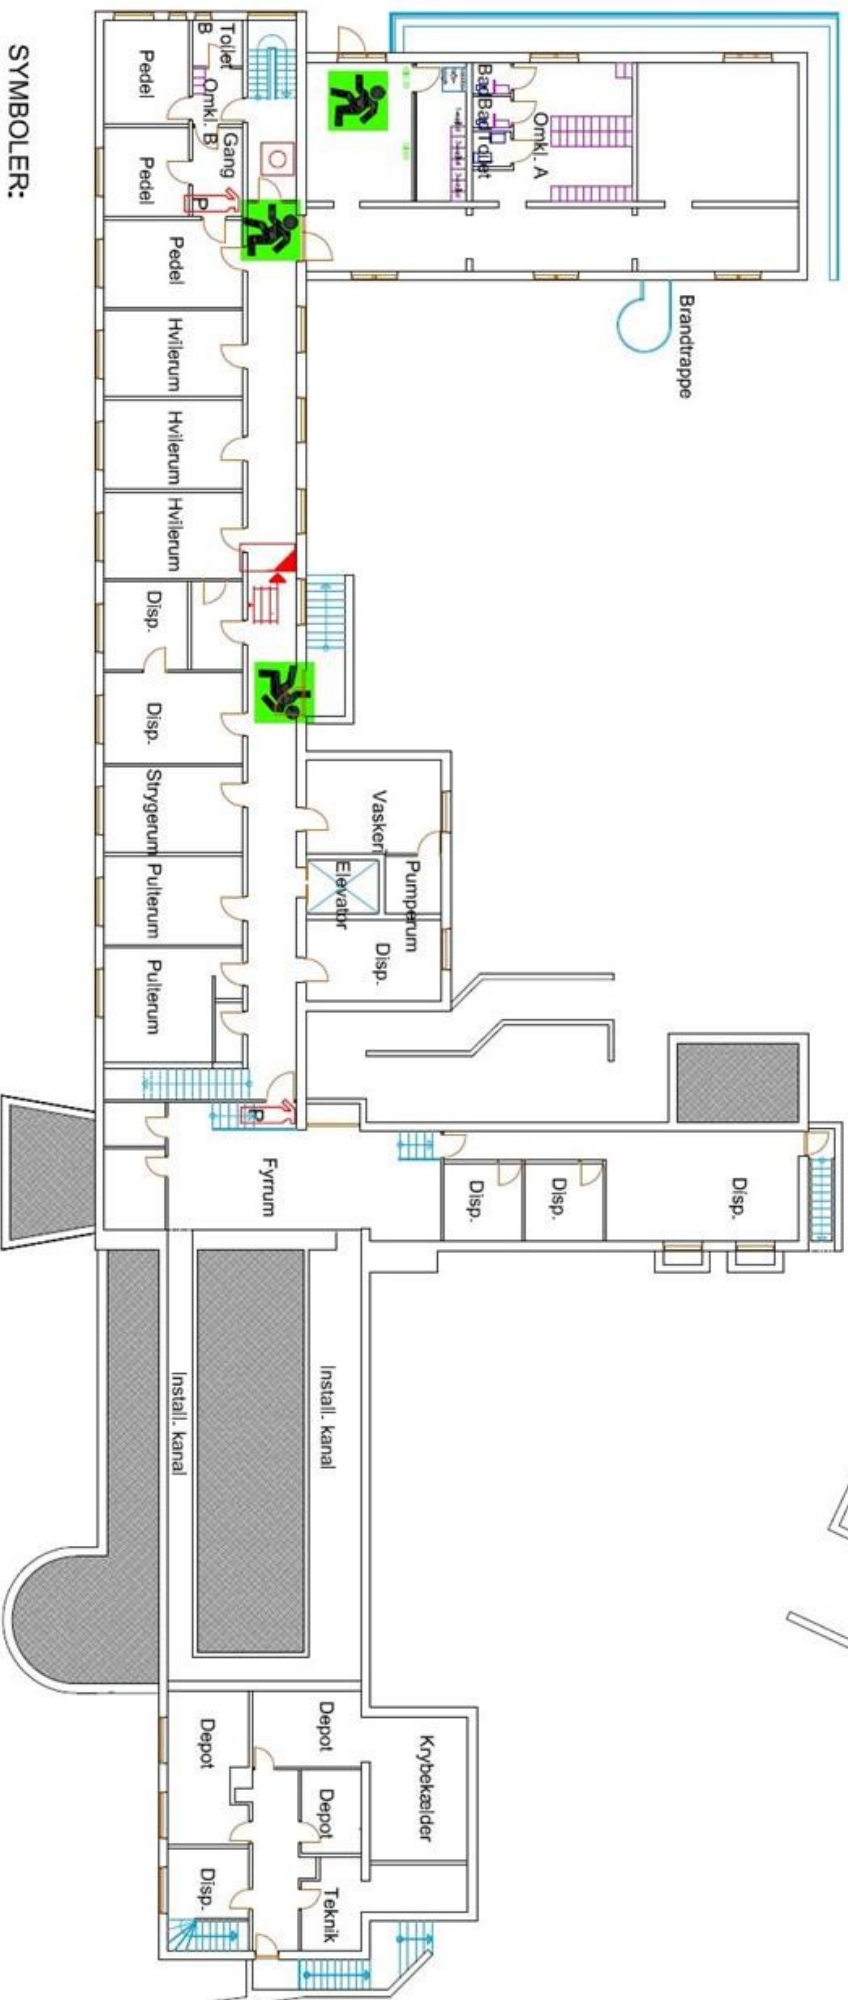 SYMBOLER:
Pedel
Toilet
B
Omkl. B
Gang
Pedel
P
Pedel
Hvilerum
Hvilerum
Hvilerum
Disp.
Disp.
Strygerum
Pulterum
Pulterum
Bad
Bad
Toilet
Omkl. A
Brandtrappe
Vaskeri
Elevator
Pumperum
Disp.
P
Fyrrum
Disp.
Disp.
Disp.
Install. kanal
Install. kanal
Depot
Depot
Depot
Krybekælder
Disp.
Teknik